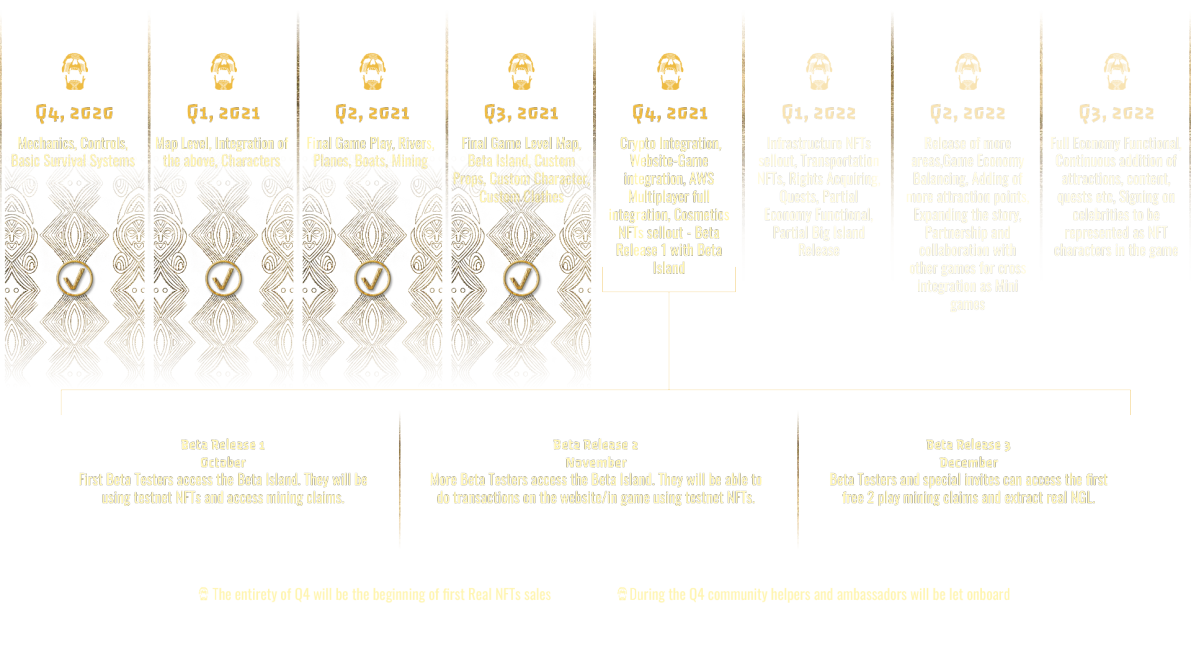 Q4, 2020
Mechanics, Controls,
Basic Survivel Systems
Q1, 2021
Map Level, Integration of
the above, Characters
Q2, 2021
Final Game Play, Rivers,
Planes, Boats, Mining.
Q3, 2021
Final Game Level Map,
Beta Island, Custom
Props, Custom Character,
Custom Clothes
Q4, 2021
Crypto Integration,
Website-Game
integration, AWS
Multiplayer full
integration, Cosmetics
NFTs sollout - Beta
Release 1 with Beta
Island
Q1, 2022
Infrastructure NFTs
sollout, Transportation
NFTs, Rights Acquiring
Quests, Partial
Economy Functional.
Partial Big Island
Release
Q2, 2022
Release of more
areas.Game Economy
Balancing, Adding of
more attraction points.
Expanding the story.
Partnership and
collaboration with
other games for cross-
integration as Mini
games
Q3, 2022
Full Economy Functional.
Continuous addition of
attractions, content,
quests etc, Signing on
celebrities to be
represented as NFT
characters in the game
Beta Release 1
October
First Beta Testers access the Beta Island. They will be
using testnet NFTs and access mining claims.
Beta Release 2
November
More Beta Testers access the Beta Island. They will be able to
do transactions on the website/in game using testnet NFTs.
Beta Release 3
December
Beta Testers and special invites can access the first
free 2 play mining claims and extract real NGL.
The entirety of Q4 will be the beginning of first Real NFTs sales
During the Q4 community helpers and ambassadors will be let onboard